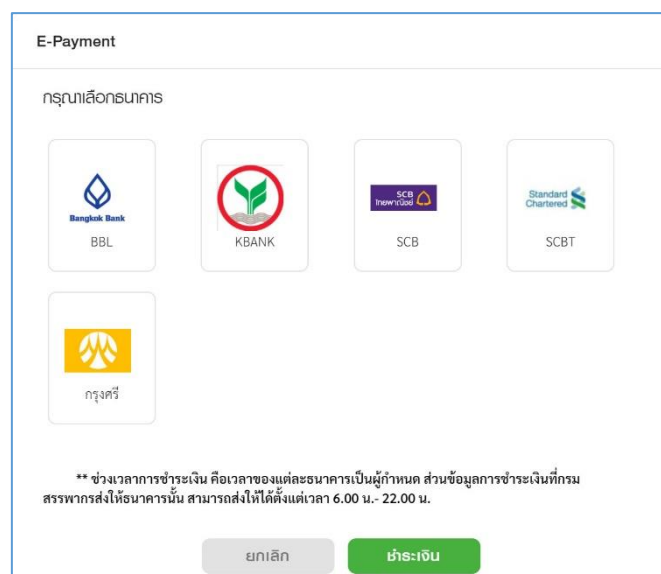 E-Payment
กรุณาเลือกธนาคาร
Bangkok Bank
BBL
KBANK
SCB
ไทยพาณิชย์
SCB
Standard
Chartered
SCBT
กรุงศรี
** ช่วงเวลาการชำระเงิน คือเวลาของแต่ละธนาคารเป็นผู้กำหนด ส่วนข้อมูลการชำระเงินที่กรม
สรรพากรส่งให้ธนาคารนั้น สามารถส่งให้ได้ตั้งแต่เวลา 6.00 น.- 22.00 น.
ยกเลิก
ชำระเงิน